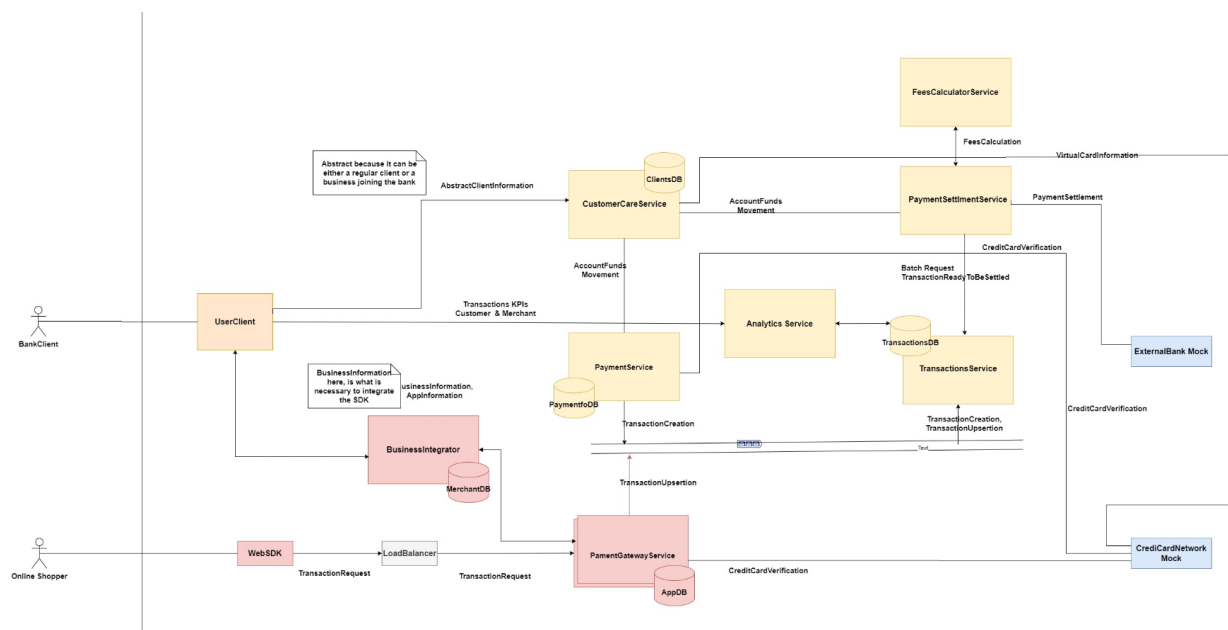 FeesCalculatorService
FeesCalculation
Abstract because it can be
either a regular client or a
business joining the bank
ClientsDB
VirtualCardInformation
AbstractClientInformation
CustomerCareService
AccountFunds
Movement
PaymentSettlmentService
PaymentSettlement
CreditCardVerification
AccountFunds
Movement
Batch Request
TransactionReadyToBeSettled
UserClient
Transactions KPIs
Customer & Merchant
Analytics Service
TransactionsDB
BankClient
ExternalBank Mock
PaymentService
TransactionsService
BusinessInformation
here, is what is
necessary to integrate
the SDK
usinessInformation,
AppInformation
PaymentfoDB
CreditCardVerification
TransactionCreation
TransactionCreation,
TransactionUpsertion
BusinessIntegrator
Text
MerchantDB
TransactionUpsertion
WebSDK
LoadBalancer
PamentGatewayService
CrediCardNetwork
Mock
Online Shopper
TransactionRequest
TransactionRequest
CreditCardVerification
AppDB